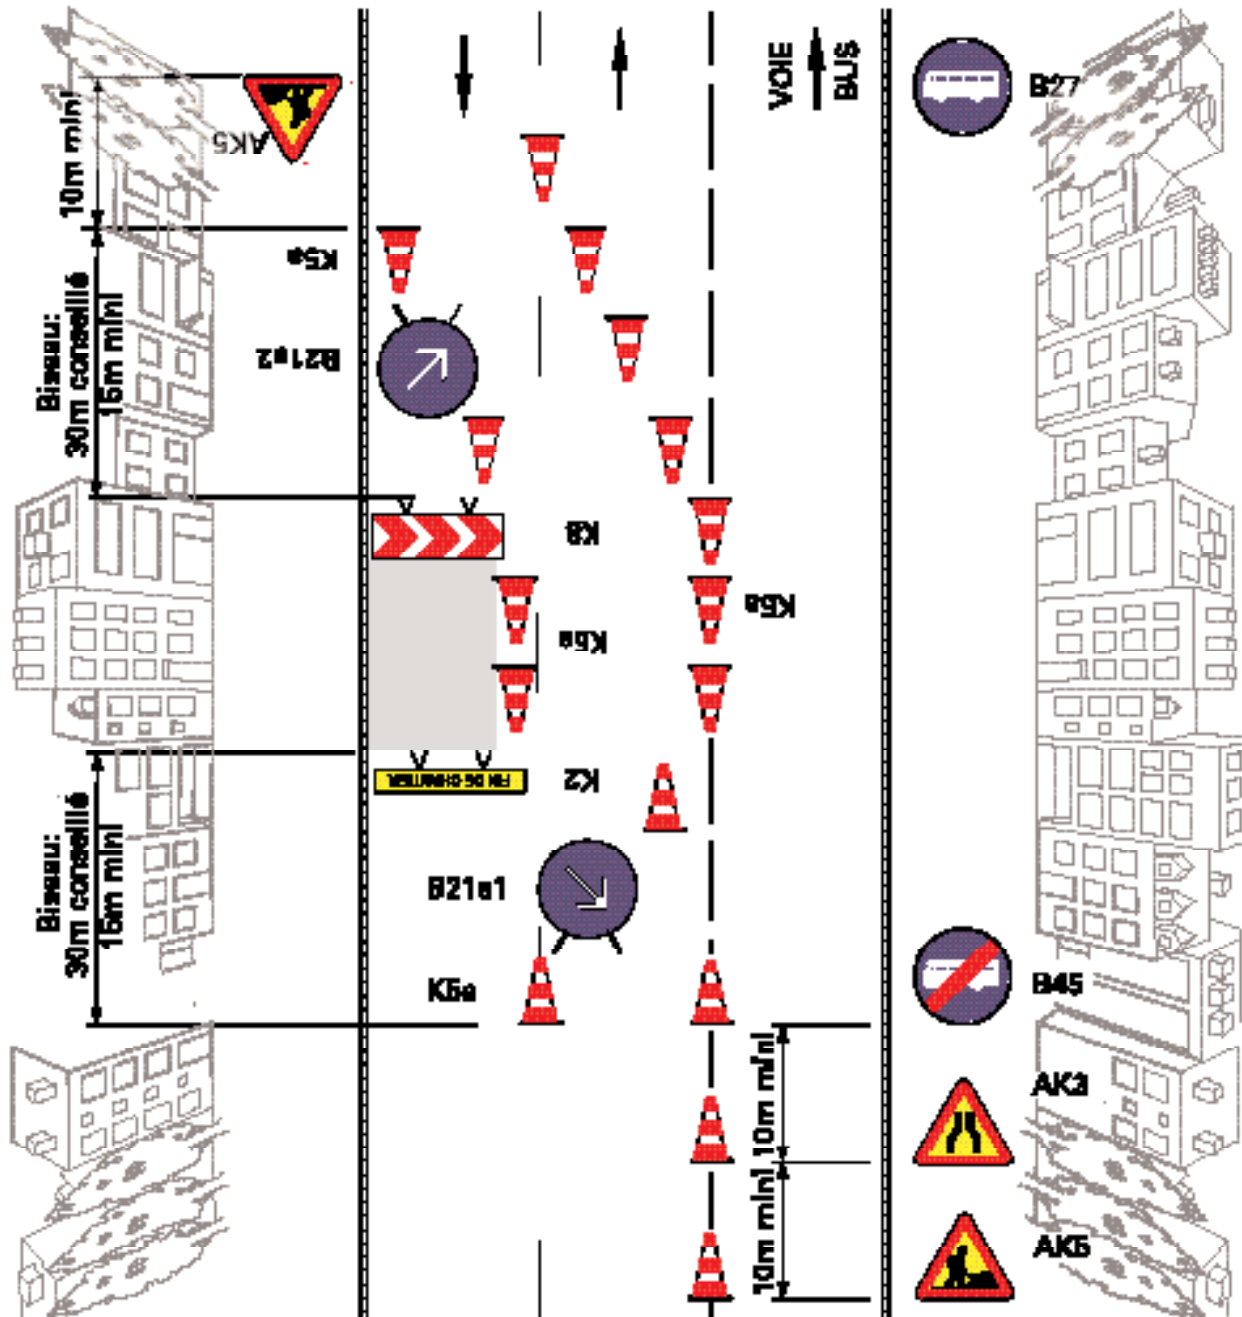 VOIE
BUS
B27
AK5
10m mini
K5a
Biseau:
30m conseillé
15m mini
B21a2
K8
K5a
K5a
K2
FIN DE CHANTIER
Biseau:
30m conseillé
15m mini
B21a1
K5a
B45
10m mini
AK3
10m mini
AK5